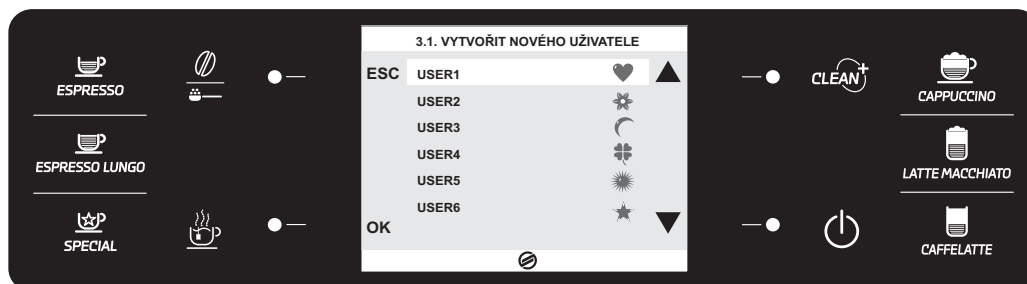 3.1. VYTVOŘIT NOVÉHO UŽIVATELE
ESC
USER1
USER2
USER3
USER4
USER5
USER6
OK
ESPRESSO
ESPRESSO LUNGO
SPECIAL
CLEAN+
CAPPUCCINO
LATTE MACCHIATO
CAFFELATTE